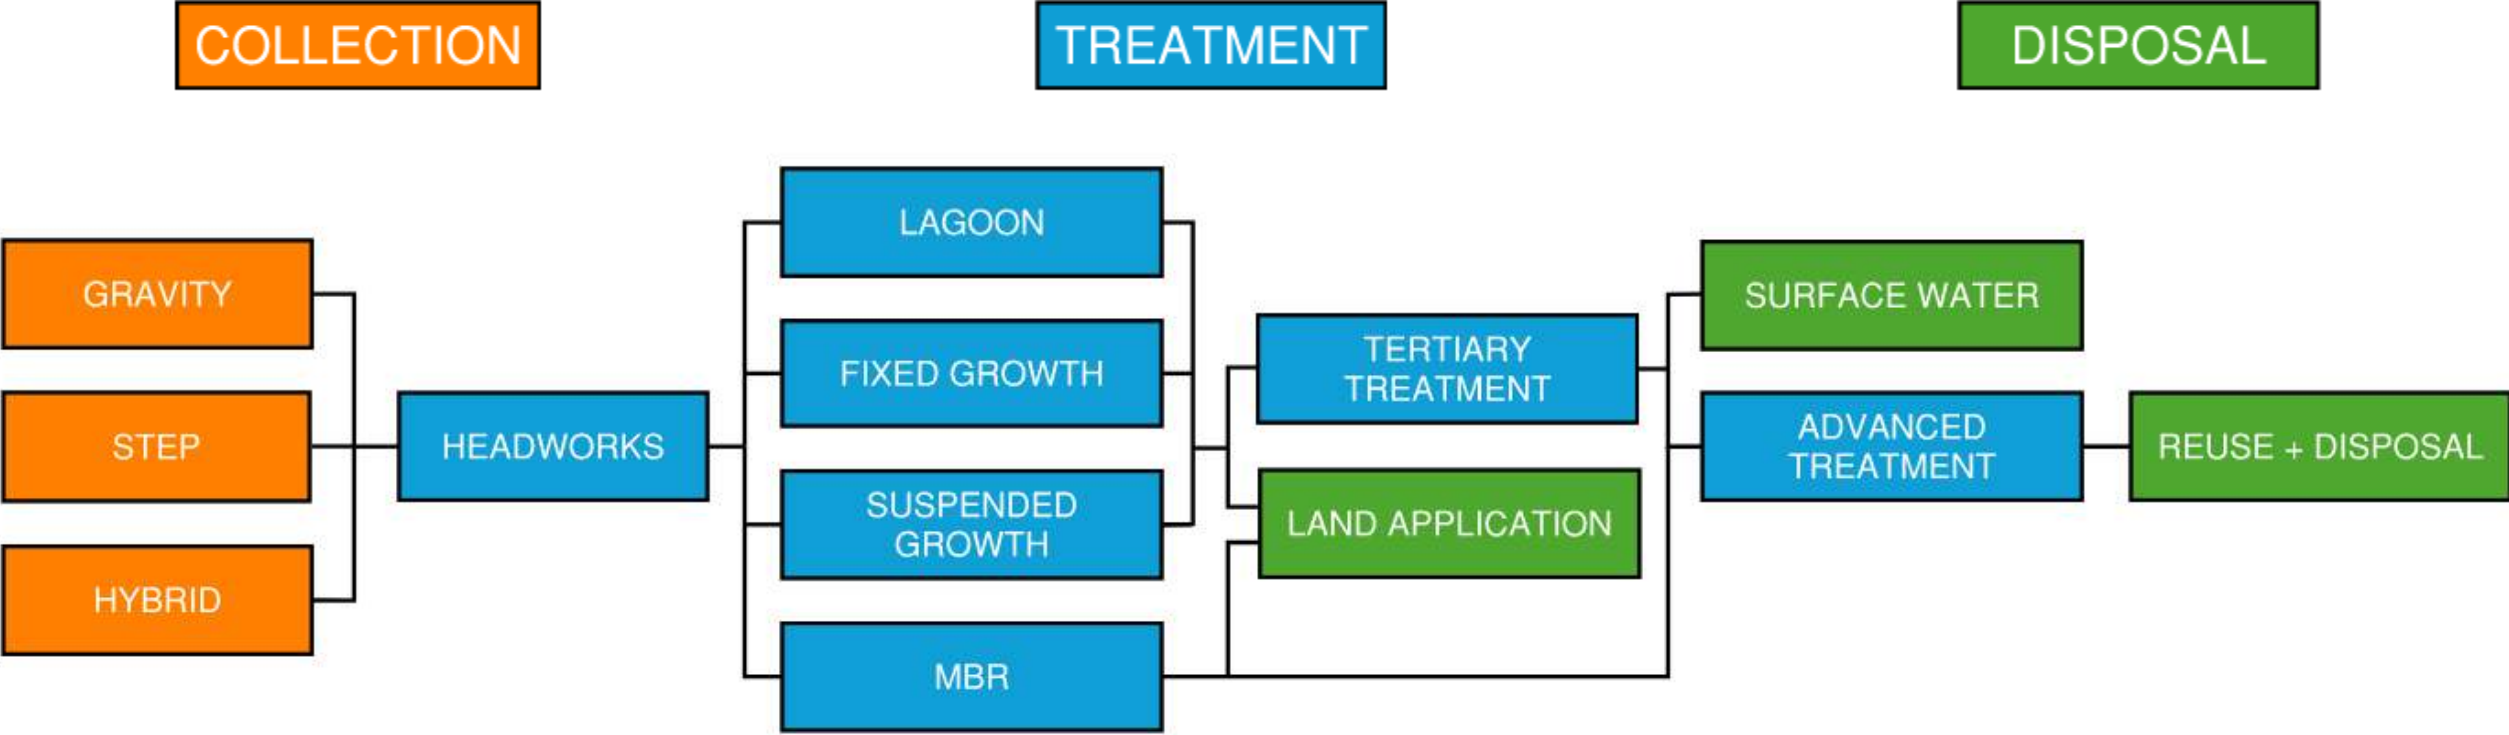 COLLECTION
TREATMENT
DISPOSAL
GRAVITY
STEP
HYBRID
HEADWORKS
LAGOON
FIXED GROWTH
SUSPENDED
GROWTH
MBR
TERTIARY
TREATMENT
LAND APPLICATION
SURFACE WATER
ADVANCED
TREATMENT
REUSE + DISPOSAL